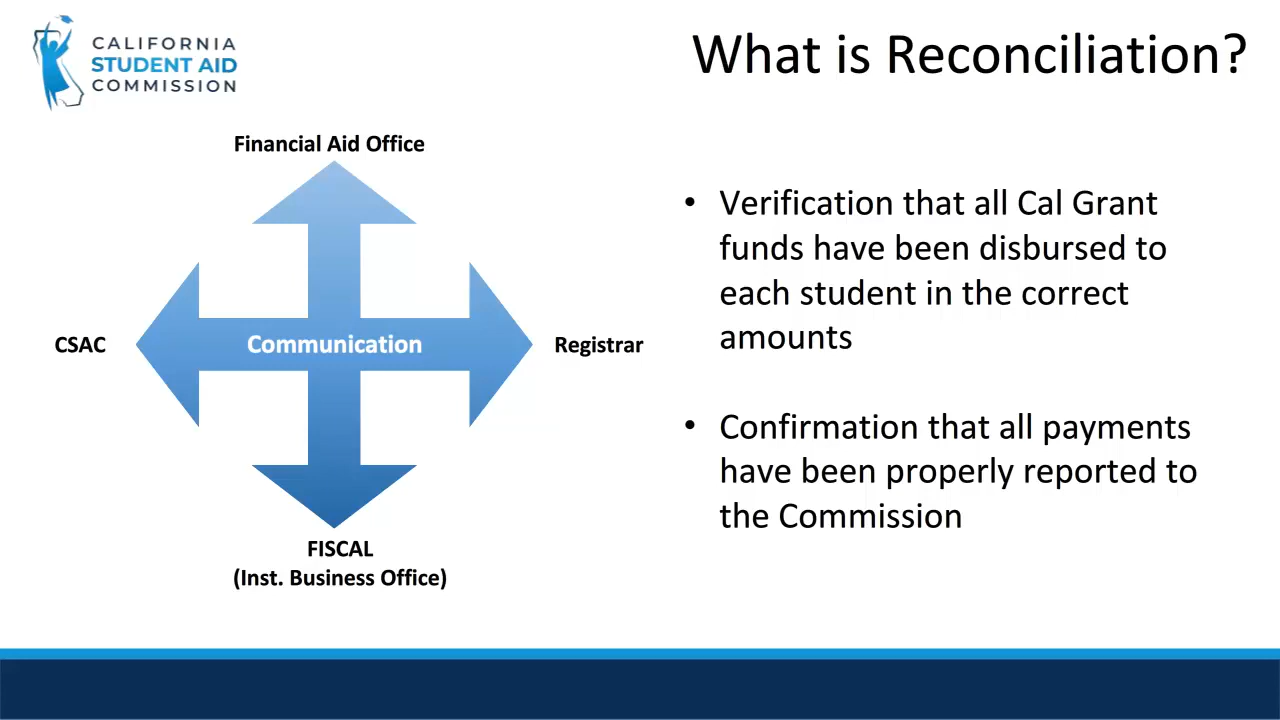 CALIFORNIA
STUDENT AID
COMMISSION
What is Reconciliation?
Financial Aid Office
CSAC
Communication
Registrar
FISCAL
(Inst. Business Office)
• Verification that all Cal Grant
funds have been disbursed to
each student in the correct
amounts
• Confirmation that all payments
have been properly reported to
the Commission